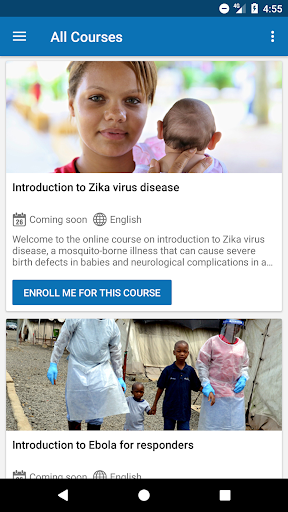 4:55
All Courses
Introduction to Zika virus disease
26 Coming soon English
Welcome to the online course on introduction to Zika virus
disease, a mosquito-borne illness that can cause severe
birth defects in babies and neurological complications in a...
ENROLL ME FOR THIS COURSE
Introduction to Ebola for responders
Coming soon English